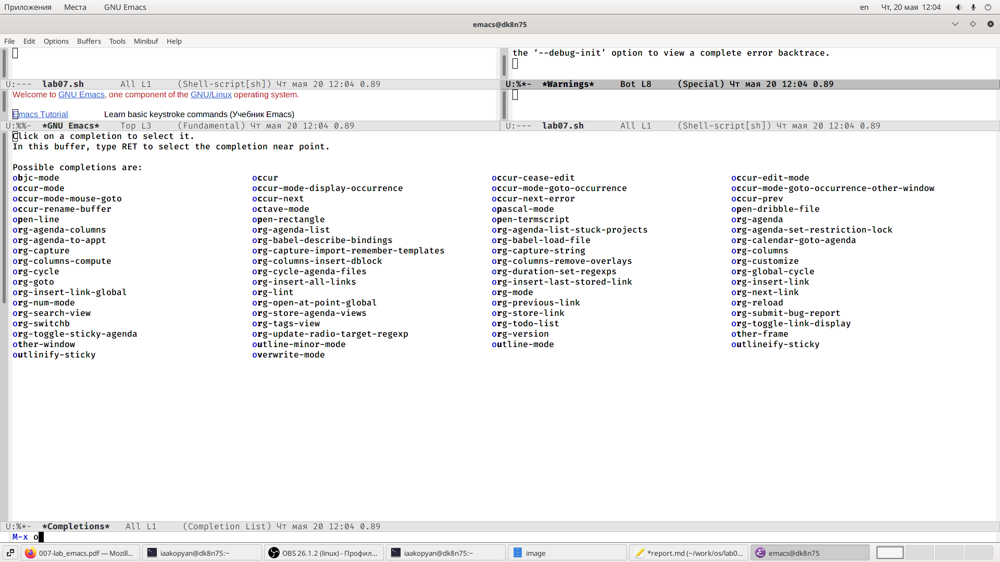 Приложения Места GNU Emacs en Чт, 20 мая 12:04
emacs@dk8n75
File Edit Options Buffers Tools Minibuf Help
the ‘--debug-init’ option to view a complete error backtrace.
U:--- lab07.sh All L1 (Shell-script[sh]) Чт мая 20 12:04 0.89
U:%*- *Warnings* Bot L8 (Special) Чт мая 20 12:04 0.89
Welcome to GNU Emacs, one component of the GNU/Linux operating system.
Emacs Tutorial Learn basic keystroke commands (Учебник Emacs)
U:%%- *GNU Emacs* Top L3 (Fundamental) Чт мая 20 12:04 0.89
U:--- lab07.sh All L1 (Shell-script[sh]) Чт мая 20 12:04 0.89
Click on a completion to select it.
In this buffer, type RET to select the completion near point.
Possible completions are:
objc-mode occur occur-cease-edit occur-edit-mode
occur-mode occur-mode-display-occurrence occur-mode-goto-occurrence occur-mode-goto-occurrence-other-window
occur-mode-mouse-goto occur-next occur-next-error occur-prev
occur-rename-buffer octave-mode opascal-mode open-dribble-file
open-line open-rectangle open-termscript org-agenda
org-agenda-columns org-agenda-list org-agenda-list-stuck-projects org-agenda-set-restriction-lock
org-agenda-to-appt org-babel-describe-bindings org-babel-load-file org-calendar-goto-agenda
org-capture org-capture-import-remember-templates org-capture-string org-columns
org-columns-compute org-columns-insert-dblock org-columns-remove-overlays org-customize
org-cycle org-cycle-agenda-files org-duration-set-regexps org-global-cycle
org-goto org-insert-all-links org-insert-last-stored-link org-insert-link
org-insert-link-global org-lint org-mode org-next-link
org-num-mode org-open-at-point-global org-previous-link org-reload
org-search-view org-store-agenda-views org-store-link org-submit-bug-report
org-switchb org-tags-view org-todo-list org-toggle-link-display
org-toggle-sticky-agenda org-update-radio-target-regexp org-version other-frame
other-window outline-minor-mode outline-mode outlineify-sticky
outlinify-sticky overwrite-mode
U:%*- *Completions* All L1 (Completion List) Чт мая 20 12:04 0.89
M-x o
007-lab_emacs.pdf — Mozill... iaakopyan@dk8n75:~ OBS 26.1.2 (linux) - Профил... iaakopyan@dk8n75:~ image *report.md (~/work/os/lab0... emacs@dk8n75